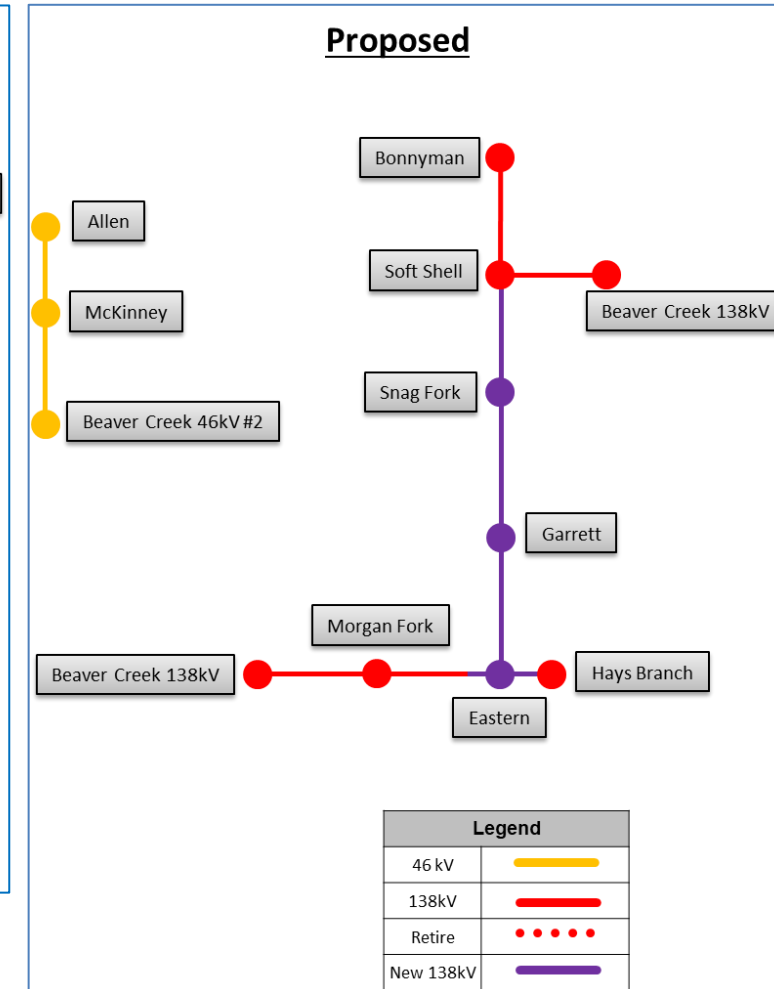 Proposed
Bonnyman
Allen
Soft Shell
McKinney
Beaver Creek 138kV
Snag Fork
Beaver Creek 46kV #2
Garrett
Morgan Fork
Beaver Creek 138kV
Hays Branch
Eastern
Legend
46 kV
138kV
Retire
New 138kV